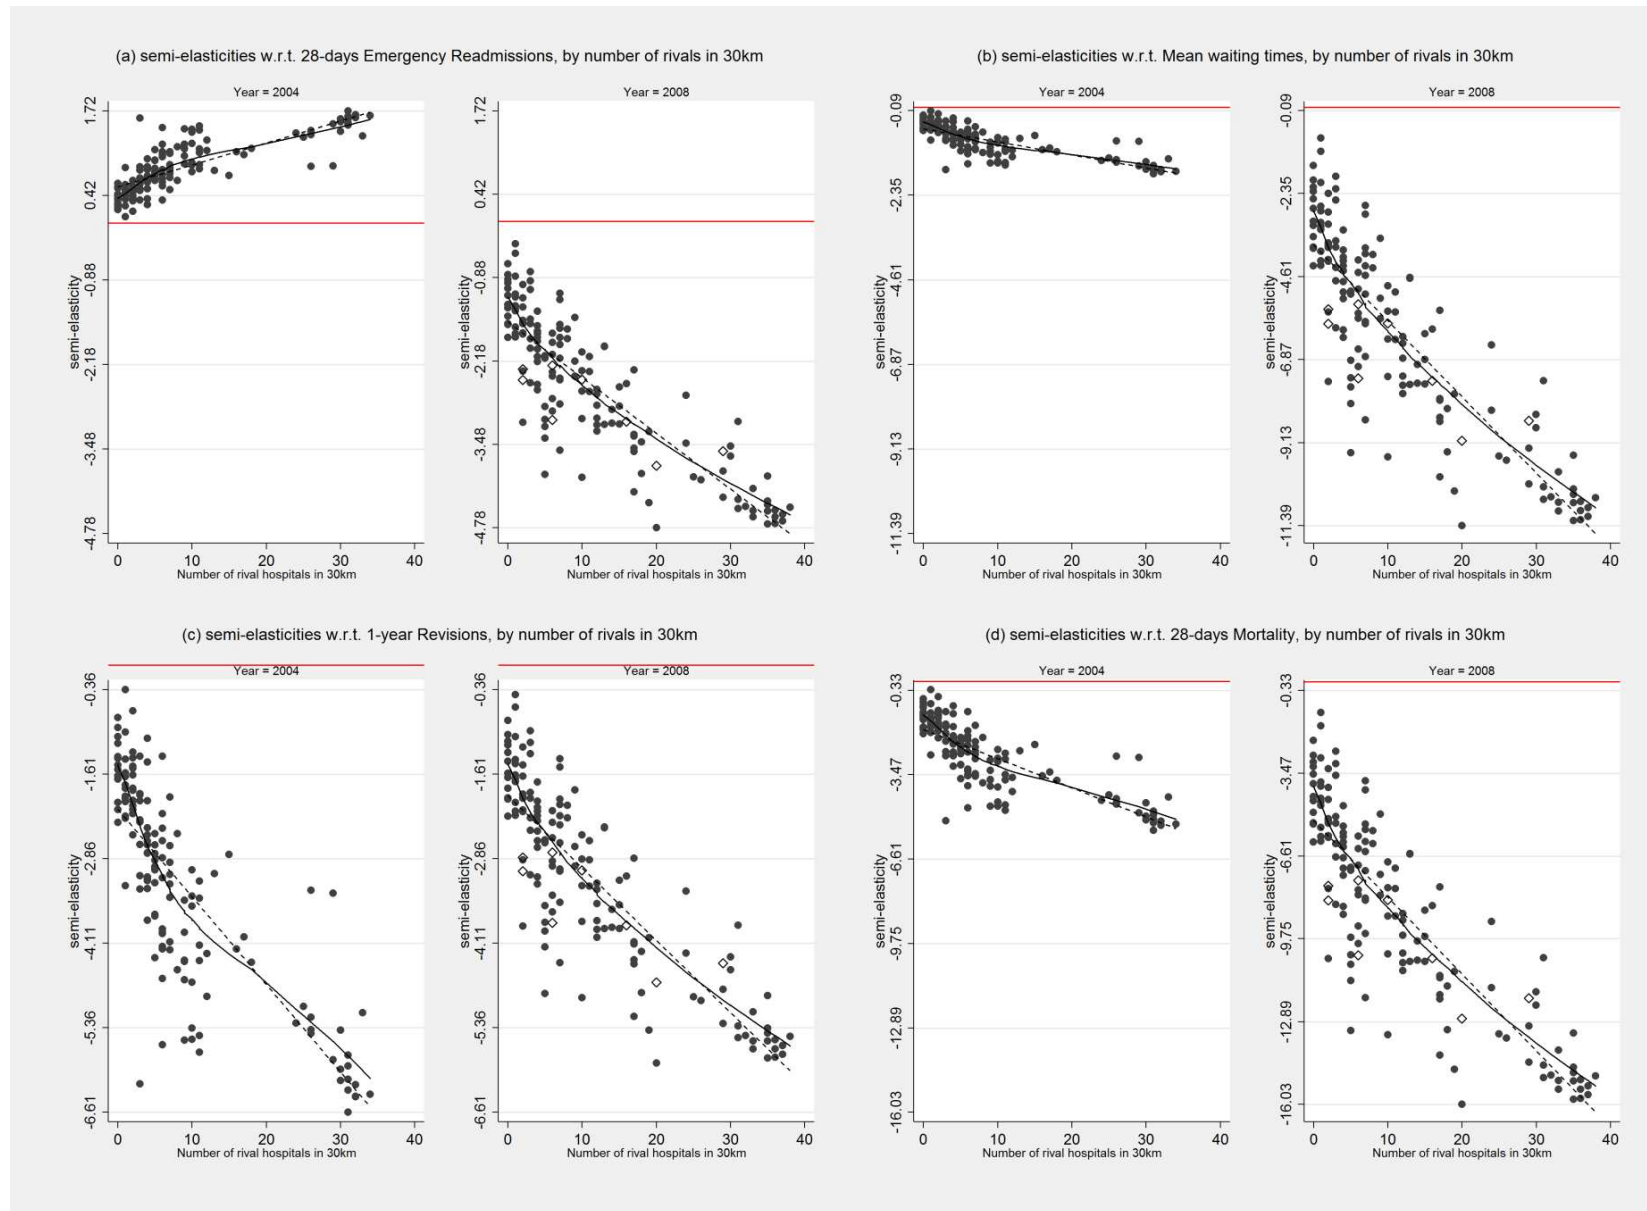 (a) semi-elasticities w.r.t. 28-days Emergency Readmissions, by number of rivals in 30km
Year = 2004
Year = 2008
semi-elasticity
1.72
0.42
-0.88
-2.18
-3.48
-4.78
0 10 20 30 40
Number of rival hospitals in 30km
1.72
0.42
-0.88
-2.18
-3.48
-4.78
0 10 20 30 40
Number of rival hospitals in 30km
(b) semi-elasticities w.r.t. Mean waiting times, by number of rivals in 30km
Year = 2004
Year = 2008
semi-elasticity
-0.09
-2.35
-4.61
-6.87
-9.13
-11.39
0 10 20 30 40
Number of rival hospitals in 30km
semi-elasticity
-0.09
-2.35
-4.61
-6.87
-9.13
-11.39
0 10 20 30 40
Number of rival hospitals in 30km
(c) semi-elasticities w.r.t. 1-year Revisions, by number of rivals in 30km
Year = 2004
Year = 2008
semi-elasticity
-0.36
-1.61
-2.86
-4.11
-5.36
-6.61
0 10 20 30 40
Number of rival hospitals in 30km
semi-elasticity
-0.36
-1.61
-2.86
-4.11
-5.36
-6.61
0 10 20 30 40
Number of rival hospitals in 30km
(d) semi-elasticities w.r.t. 28-days Mortality, by number of rivals in 30km
Year = 2004
Year = 2008
semi-elasticity
-0.33
-3.47
-6.61
-9.75
-12.89
-16.03
0 10 20 30 40
Number of rival hospitals in 30km
semi-elasticity
-0.33
-3.47
-6.61
-9.75
-12.89
-16.03
0 10 20 30 40
Number of rival hospitals in 30km